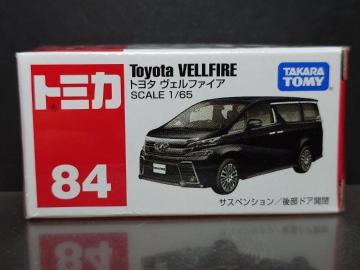 トミカ
84
Toyota VELLFIRE
トヨタ ヴェルファイア
SCALE 1/65
TAKARA
TOMY
サスペンション／後部ドア開閉